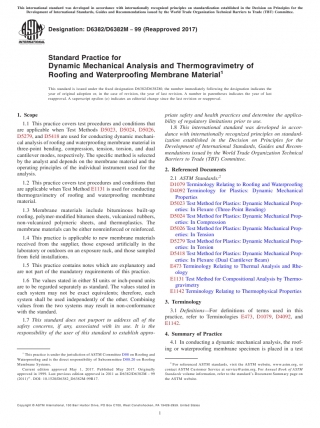 This international standard was developed in accordance with internationally recognized principles on standardization established in the Decision on Principles for the
Development of International Standards, Guides and Recommendations issued by the World Trade Organization Technical Barriers to Trade (TBT) Committee.
Designation: D6382/D6382M − 99 (Reapproved 2017)
Standard Practice for
Dynamic Mechanical Analysis and Thermogravimetry of
Roofing and Waterproofing Membrane Material1
This standard is issued under the fixed designation D6382/D6382M; the number immediately following the designation indicates the
year of original adoption or, in the case of revision, the year of last revision. A number in parentheses indicates the year of last
reapproval. A superscript epsilon (ε) indicates an editorial change since the last revision or reapproval.
1. Scope
1.1 This practice covers test procedures and conditions that
are applicable when Test Methods D5023, D5024, D5026,
D5279, and D5418 are used for conducting dynamic mechani-
cal analysis of roofing and waterproofing membrane material in
three-point bending, compression, tension, torsion, and dual
cantilever modes, respectively. The specific method is selected
by the analyst and depends on the membrane material and the
operating principles of the individual instrument used for the
analysis.
1.2 This practice covers test procedures and conditions that
are applicable when Test Method E1131 is used for conducting
thermogravimetry of roofing and waterproofing membrane
material.
1.3 Membrane materials include bituminous built-up
roofing, polymer-modified bitumen sheets, vulcanized rubbers,
non-vulcanized polymeric sheets, and thermoplastics. The
membrane materials can be either nonreinforced or reinforced.
1.4 This practice is applicable to new membrane materials
received from the supplier, those exposed artificially in the
laboratory or outdoors on an exposure rack, and those sampled
from field installations.
1.5 This practice contains notes which are explanatory and
are not part of the mandatory requirements of this practice.
1.6 The values stated in either SI units or inch-pound units
are to be regarded separately as standard. The values stated in
each system may not be exactly equivalents; therefore, each
system shall be used independently of the other. Combining
values from the two systems may result in non-conformance
with the standard.
1.7 This standard does not purport to address all of the
safety concerns, if any, associated with its use. It is the
responsibility of the user of this standard to establish appro-
priate safety and health practices and determine the applica-
bility of regulatory limitations prior to use.
1.8 This international standard was developed in accor-
dance with internationally recognized principles on standard-
ization established in the Decision on Principles for the
Development of International Standards, Guides and Recom-
mendations issued by the World Trade Organization Technical
Barriers to Trade (TBT) Committee.
2. Referenced Documents
2.1 ASTM Standards:2
D1079 Terminology Relating to Roofing and Waterproofing
D4092 Terminology for Plastics: Dynamic Mechanical
Properties
D5023 Test Method for Plastics: Dynamic Mechanical Prop-
erties: In Flexure (Three-Point Bending)
D5024 Test Method for Plastics: Dynamic Mechanical Prop-
erties: In Compression
D5026 Test Method for Plastics: Dynamic Mechanical Prop-
erties: In Tension
D5279 Test Method for Plastics: Dynamic Mechanical Prop-
erties: In Torsion
D5418 Test Method for Plastics: Dynamic Mechanical Prop-
erties: In Flexure (Dual Cantilever Beam)
E473 Terminology Relating to Thermal Analysis and Rhe-
ology
E1131 Test Method for Compositional Analysis by Thermo-
gravimetry
E1142 Terminology Relating to Thermophysical Properties
3. Terminology
3.1 Definitions—For definitions of terms used in this
practice, refer to Terminologies E473, D1079, D4092, and
E1142.
4. Summary of Practice
4.1 In conducting a dynamic mechanical analysis, the roof-
ing or waterproofing membrane specimen is placed in a test
1 This practice is under the jurisdiction of ASTM Committee D08 on Roofing and
Waterproofing and is the direct responsibility of Subcommittee D08.20 on Roofing
Membrane Systems.
Current edition approved May 1, 2017. Published May 2017. Originally
approved in 1999. Last previous edition approved in 2011 as D6382/D6382M – 99
(2011)ε1. DOI: 10.1520/D6382_D6382M-99R17.
2 For referenced ASTM standards, visit the ASTM website, www.astm.org, or
contact ASTM Customer Service at service@astm.org. For Annual Book of ASTM
Standards volume information, refer to the standard's Document Summary page on
the ASTM website.
Copyright © ASTM International, 100 Barr Harbor Drive, PO Box C700, West Conshohocken, PA 19428-2959. United States
1